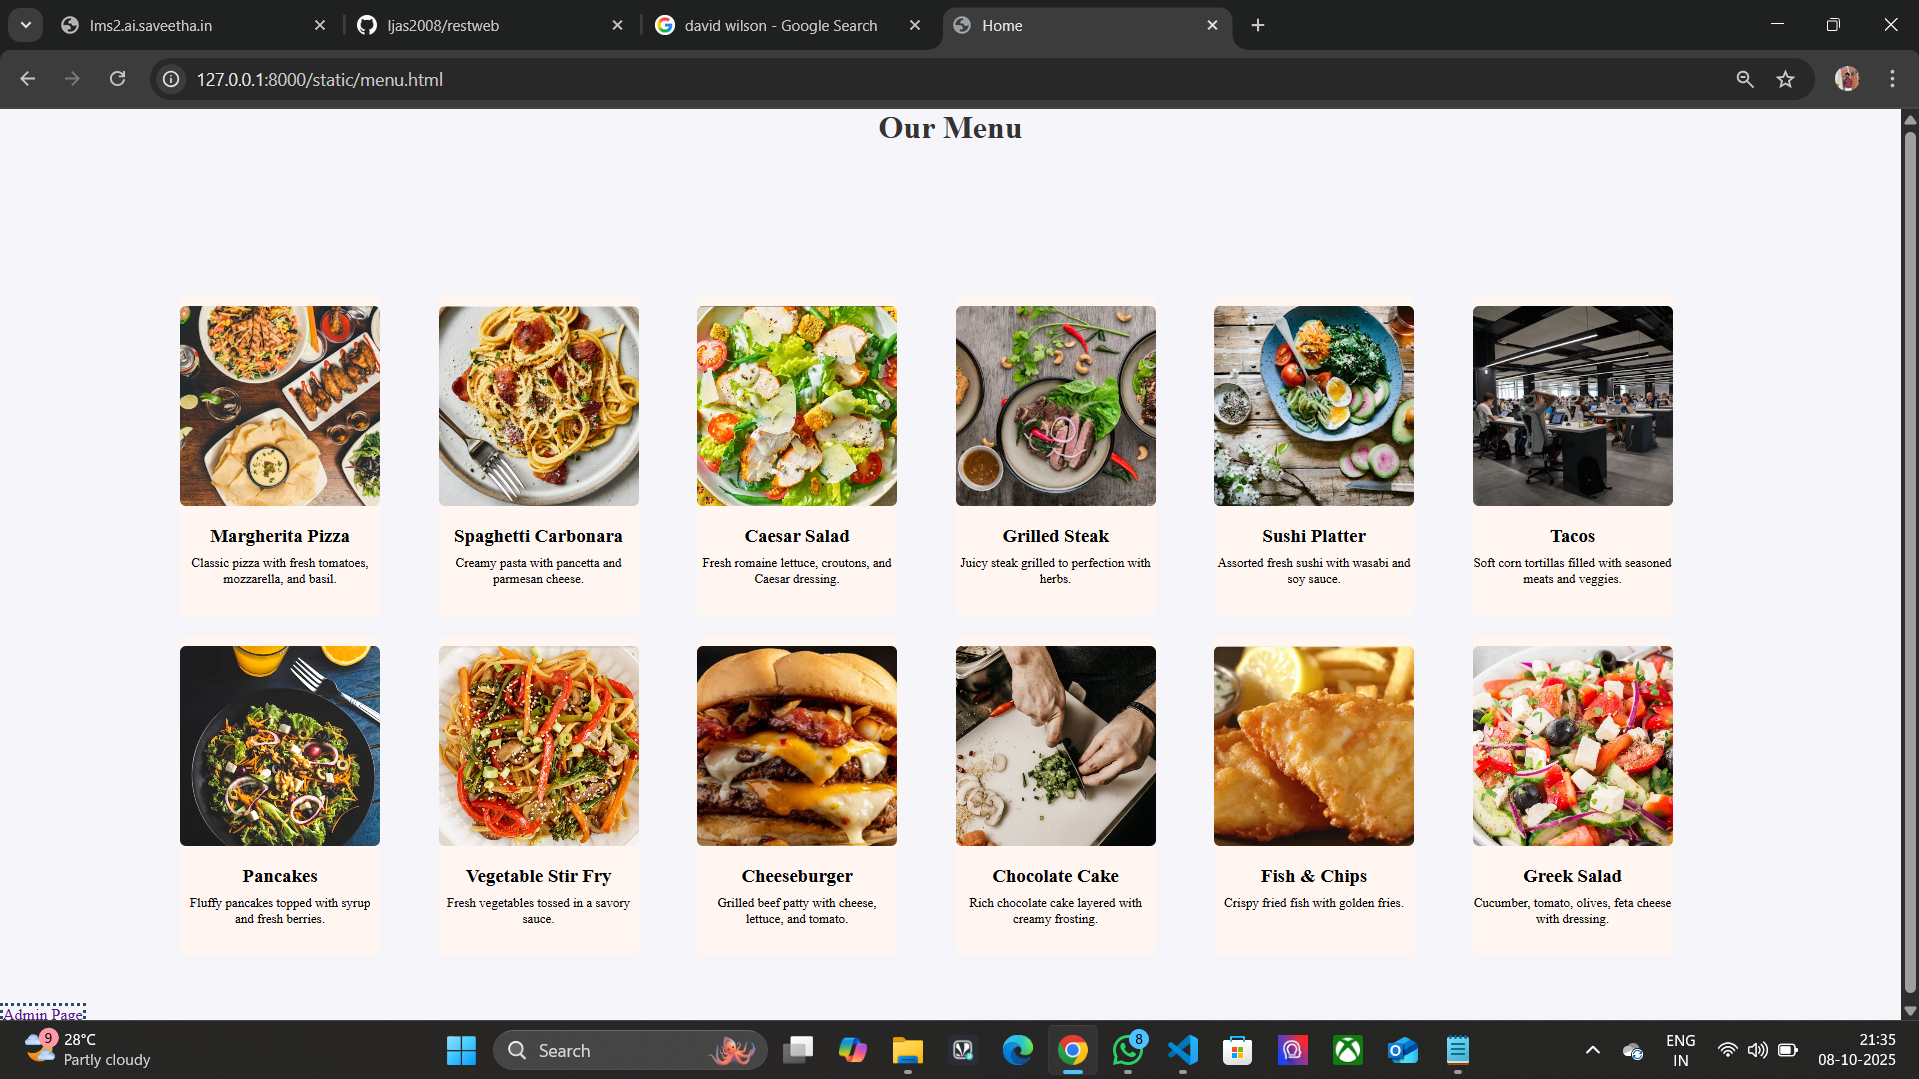 lms2.ai.saveetha.in
ljas2008/restweb
david wilson - Google Search
Home
127.0.0.1:8000/static/menu.html
Our Menu
Margherita Pizza
Classic pizza with fresh tomatoes,
mozzarella, and basil.
Spaghetti Carbonara
Creamy pasta with pancetta and
parmesan cheese.
Caesar Salad
Fresh romaine lettuce, croutons, and
Caesar dressing.
Grilled Steak
Juicy steak grilled to perfection with
herbs.
Sushi Platter
Assorted fresh sushi with wasabi and
soy sauce.
Tacos
Soft corn tortillas filled with seasoned
meats and veggies.
Pancakes
Fluffy pancakes topped with syrup
and fresh berries.
Vegetable Stir Fry
Fresh vegetables tossed in a savory
sauce.
Cheeseburger
Grilled beef patty with cheese,
lettuce, and tomato.
Chocolate Cake
Rich chocolate cake layered with
creamy frosting.
Fish & Chips
Crispy fried fish with golden fries.
Greek Salad
Cucumber, tomato, olives, feta cheese
with dressing.
Admin Page
9
28°C
Partly cloudy
Search
8
ENG
IN
21:35
08-10-2025